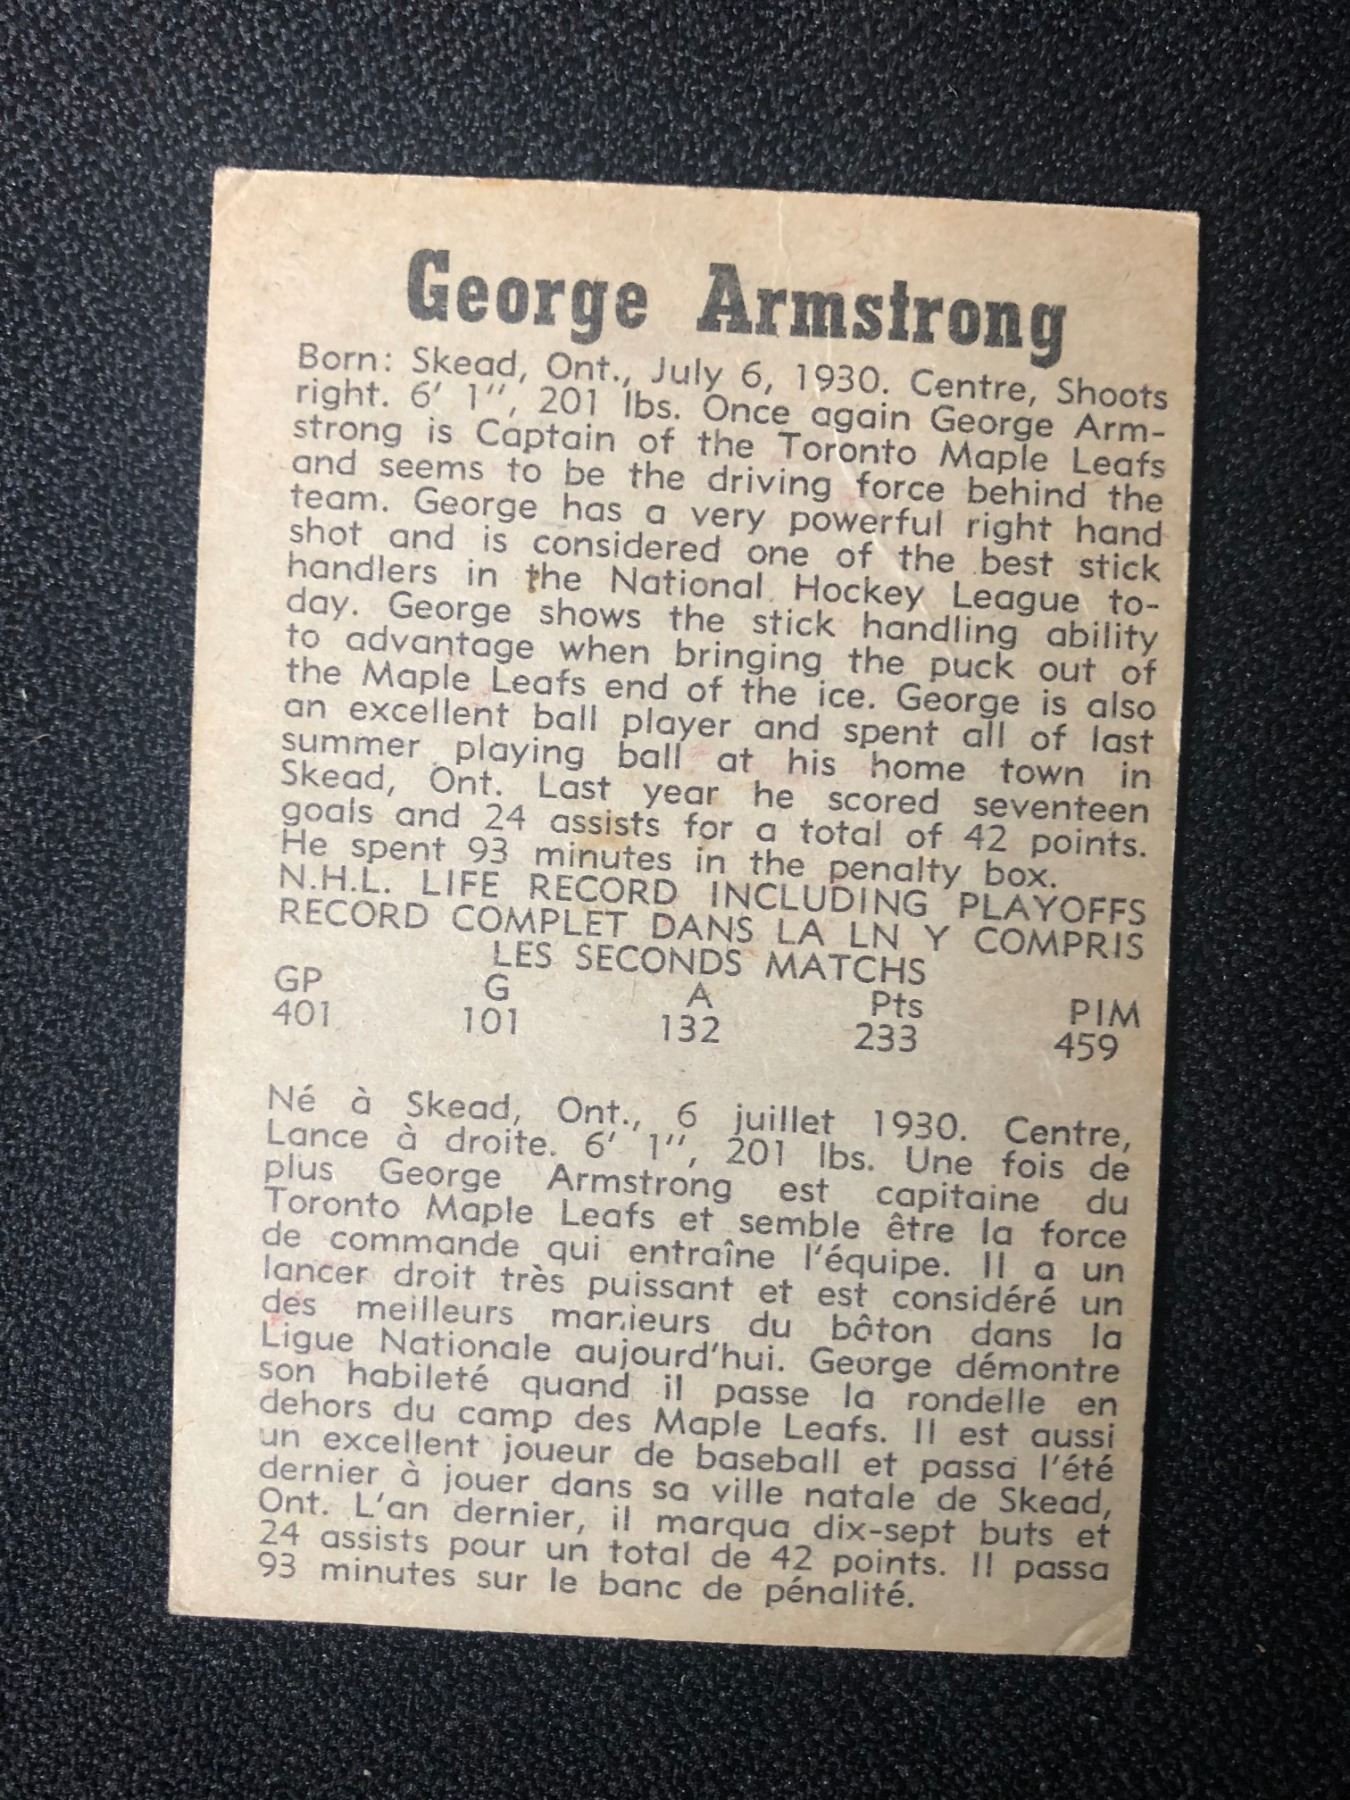 George Armstrong
Born: Skead, Ont., July 6, 1930. Centre, Shoots
right. 6' 1'', 201 lbs. Once again George Arm-
strong is Captain of the Toronto Maple Leafs
and seems to be the driving force behind the
team. George has a very powerful right hand
shot and is considered one of the best stick
handlers in the National Hockey League to-
day. George shows the stick handling ability
to advantage when bringing the puck out of
the Maple Leafs end of the ice. George is also
an excellent ball player and spent all of last
summer playing ball at his home town in
Skead, Ont. Last year he scored seventeen
goals and 24 assists for a total of 42 points.
He spent 93 minutes in the penalty box.
N.H.L. LIFE RECORD INCLUDING PLAYOFFS
RECORD COMPLET DANS LA LN Y COMPRIS
LES SECONDS MATCHS
GP G A Pts PIM
401 101 132 233 459
Né à Skead, Ont., 6 juillet 1930. Centre,
Lance à droite. 6' 1'', 201 lbs. Une fois de
plus George Armstrong est capitaine du
Toronto Maple Leafs et semble être la force
de commande qui entraîne l'équipe. Il a un
lancer droit très puissant et est considéré un
des meilleurs manieurs du bâton dans la
Ligue Nationale aujourd'hui. George démontre
son habileté quand il passe la rondelle en
dehors du camp des Maple Leafs. Il est aussi
un excellent joueur de baseball et passa l'été
dernier à jouer dans sa ville natale de Skead,
Ont. L'an dernier, il marqua dix-sept buts et
24 assists pour un total de 42 points. Il passa
93 minutes sur le banc de pénalité.